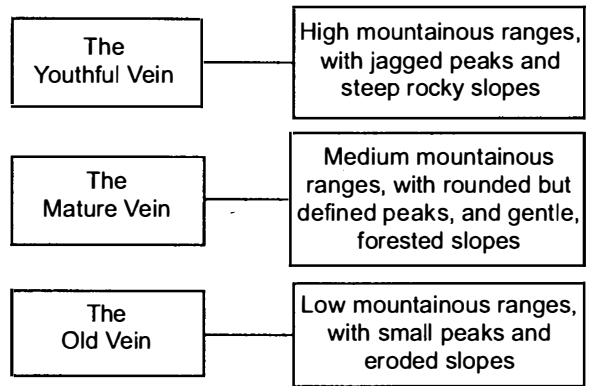 The
Youthful Vein
High mountainous ranges,
with jagged peaks and
steep rocky slopes
The
Mature Vein
Medium mountainous
ranges, with rounded but
defined peaks, and gentle,
forested slopes
The
Old Vein
Low mountainous ranges,
with small peaks and
eroded slopes